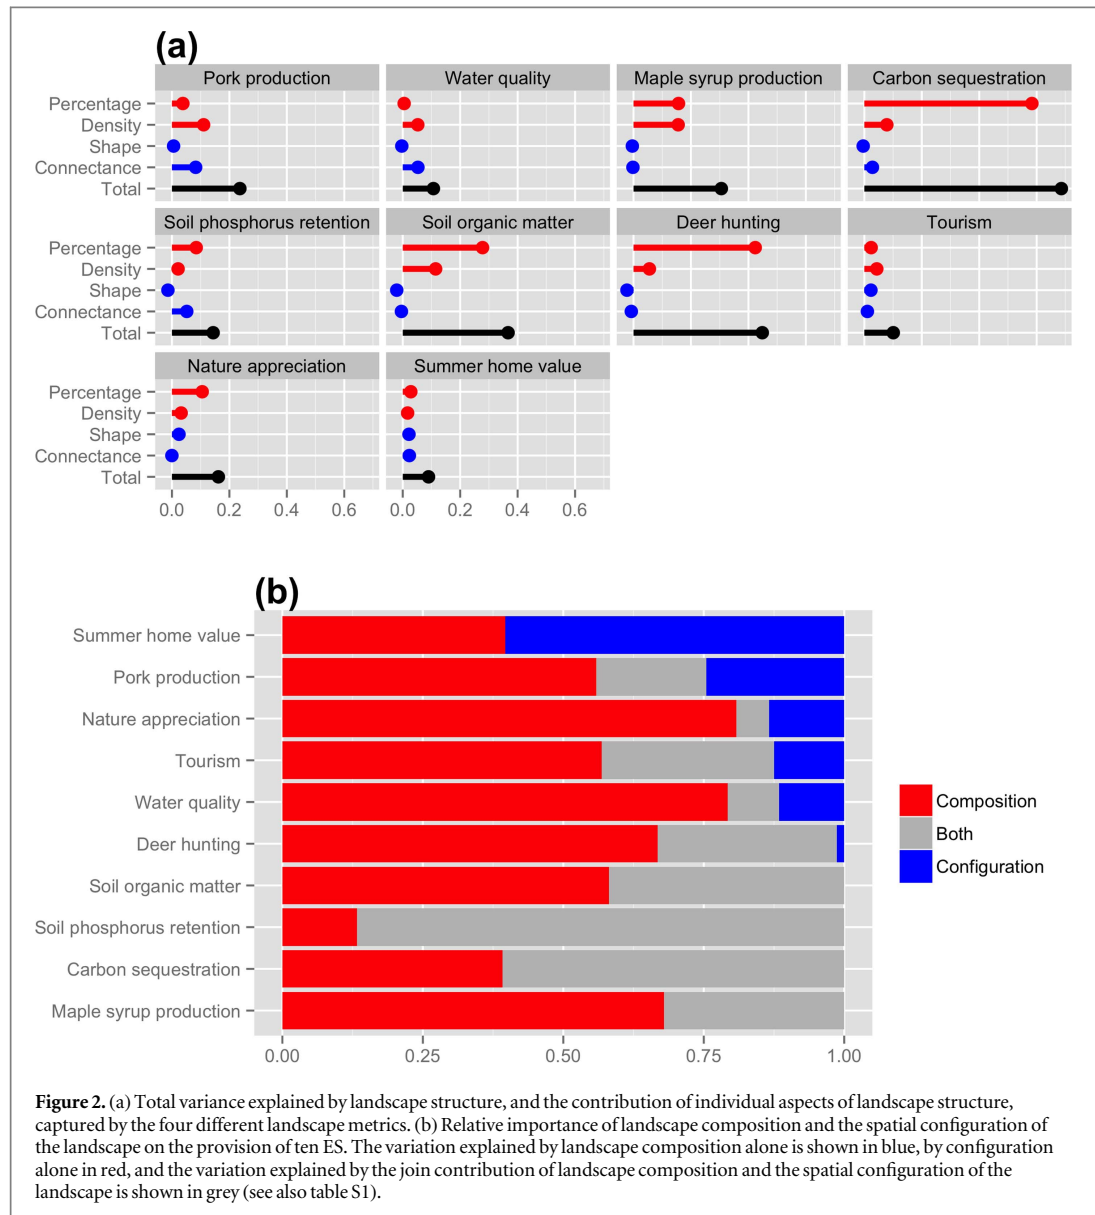 (a)
Pork production Water quality Maple syrup production Carbon sequestration
Percentage
Density
Shape
Connectance
Total
Soil phosphorus retention Soil organic matter Deer hunting Tourism
Percentage
Density
Shape
Connectance
Total
Nature appreciation Summer home value
Percentage
Density
Shape
Connectance
Total
0.0 0.2 0.4 0.6 0.0 0.2 0.4 0.6
(b)
Summer home value
Pork production
Nature appreciation
Tourism
Water quality
Deer hunting
Soil organic matter
Soil phosphorus retention
Carbon sequestration
Maple syrup production
0.00 0.25 0.50 0.75 1.00
Composition
Both
Configuration
Figure 2. (a) Total variance explained by landscape structure, and the contribution of individual aspects of landscape structure,
captured by the four different landscape metrics. (b) Relative importance of landscape composition and the spatial configuration of
the landscape on the provision of ten ES. The variation explained by landscape composition alone is shown in blue, by configuration
alone in red, and the variation explained by the join contribution of landscape composition and the spatial configuration of the
landscape is shown in grey (see also table S1).